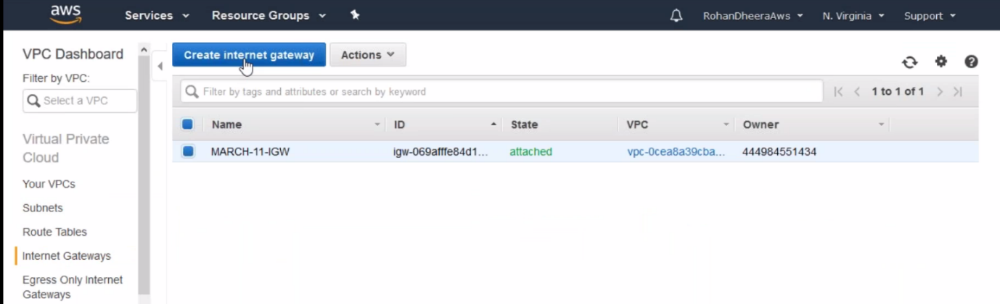 aws Services Resource Groups RohanDheeraAws N. Virginia Support
VPC Dashboard
Filter by VPC:
Select a VPC
Virtual Private
Cloud
Your VPCs
Subnets
Route Tables
Internet Gateways
Egress Only Internet
Gateways
Create internet gateway Actions
Filter by tags and attributes or search by keyword 1 to 1 of 1
Name ID State VPC Owner
MARCH-11-IGW igw-069afffe84d1... attached vpc-0cea8a39cba... 444984551434